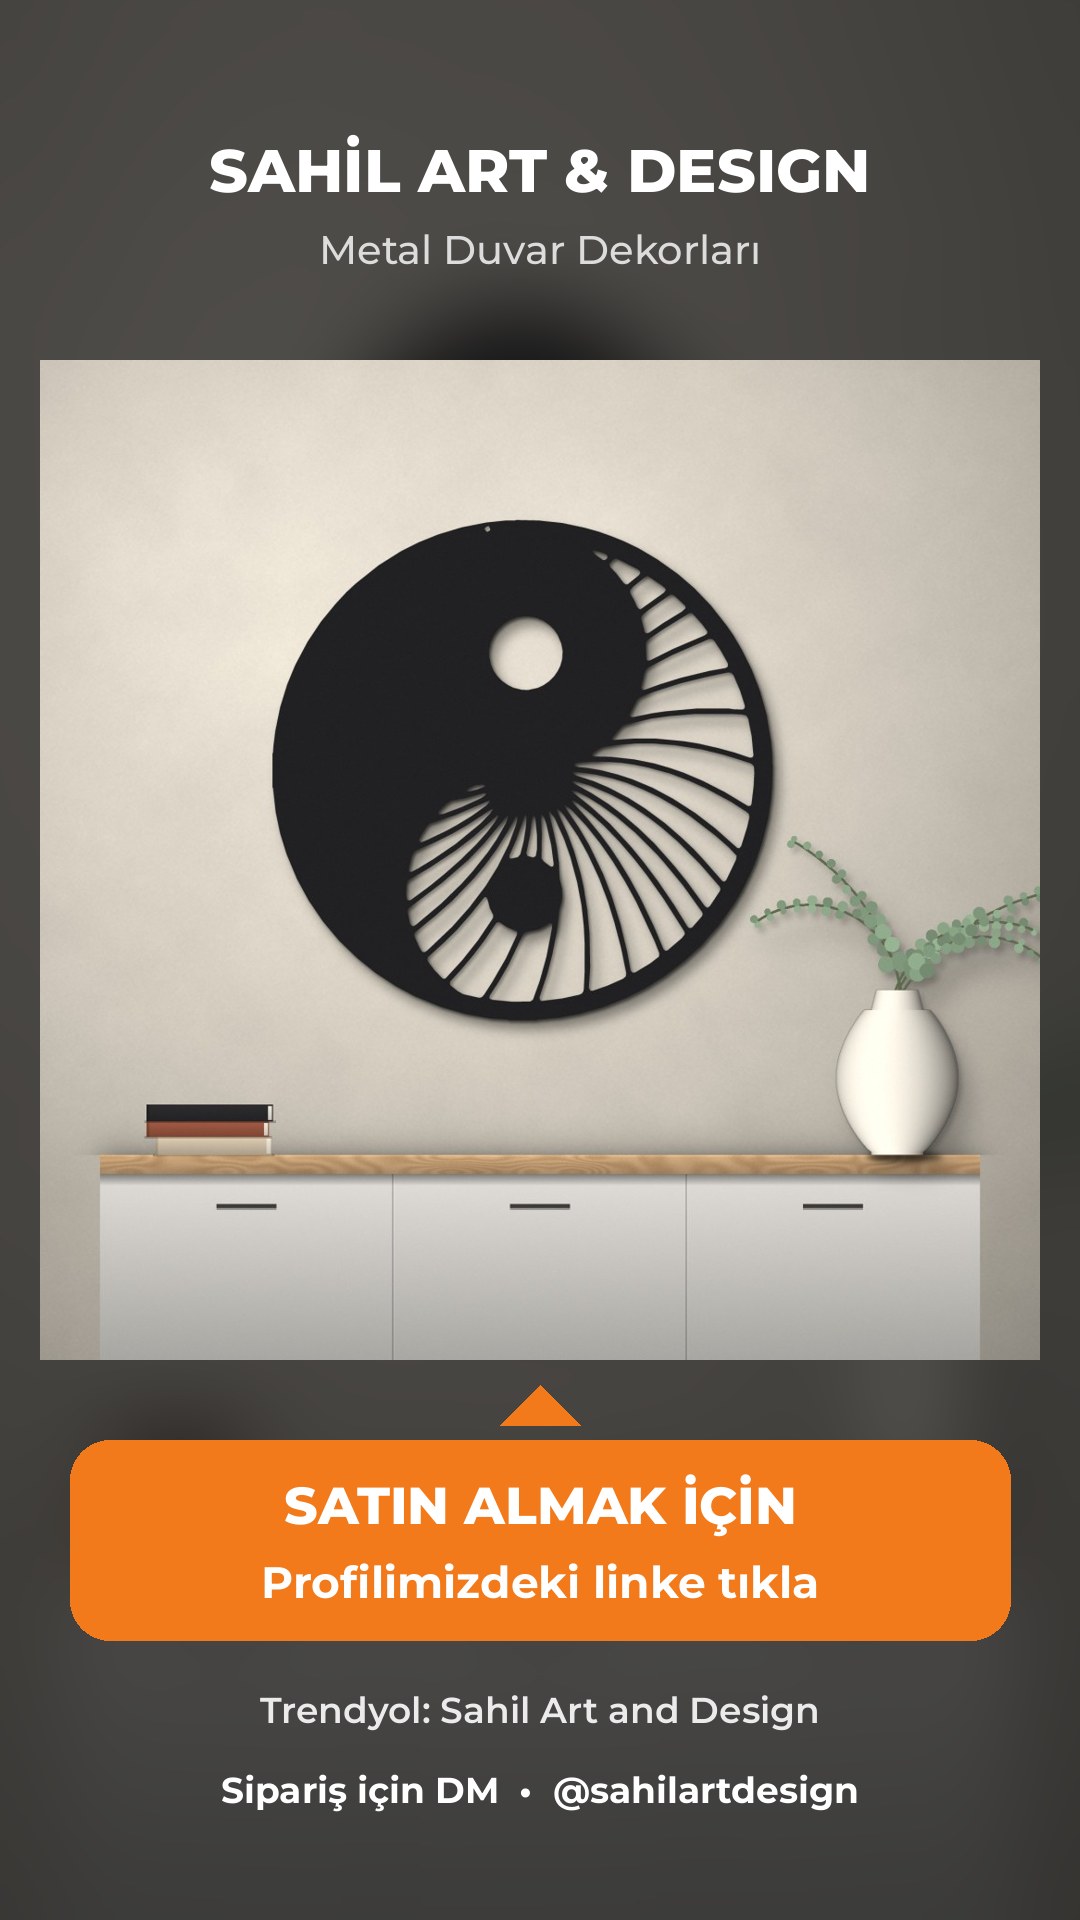 SAHİL ART & DESIGN
Metal Duvar Dekorları
SATIN ALMAK İÇİN
Profilimizdeki linke tıkla
Trendyol: Sahil Art and Design
Sipariş için DM • @sahilartdesign